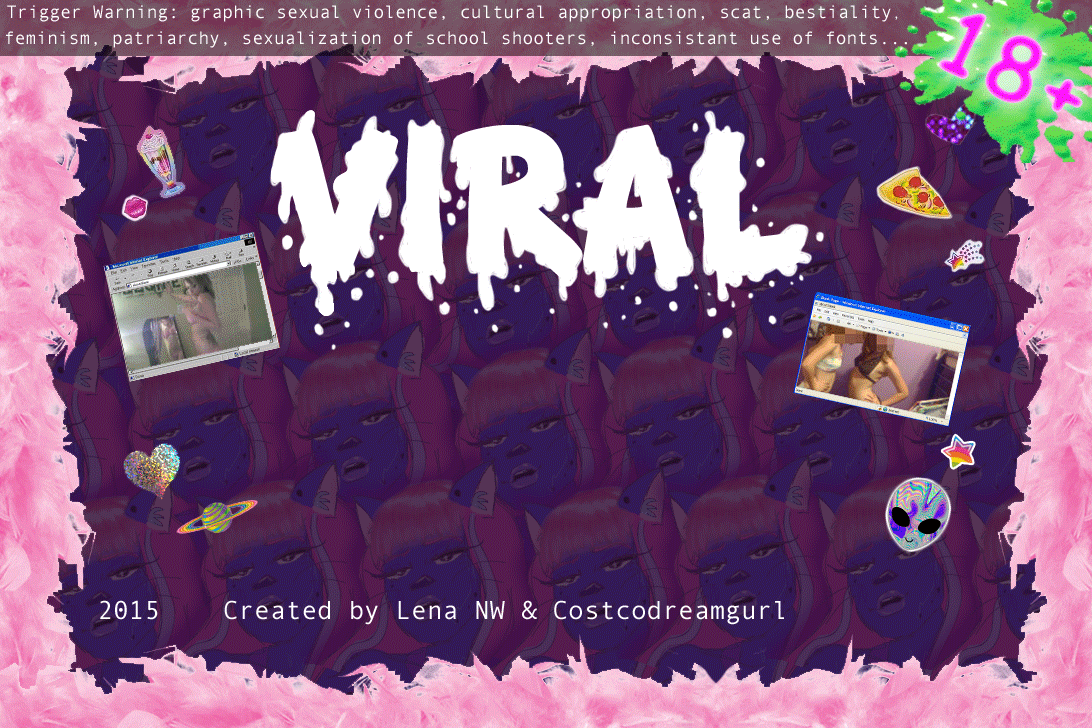 Trigger Warning: graphic sexual violence, cultural appropriation, scat, bestiality,
feminism, patriarchy, sexualization of school shooters, inconsistant use of fonts...
18+
VIRAL
2015 Created by Lena NW & Costcodreamgurl